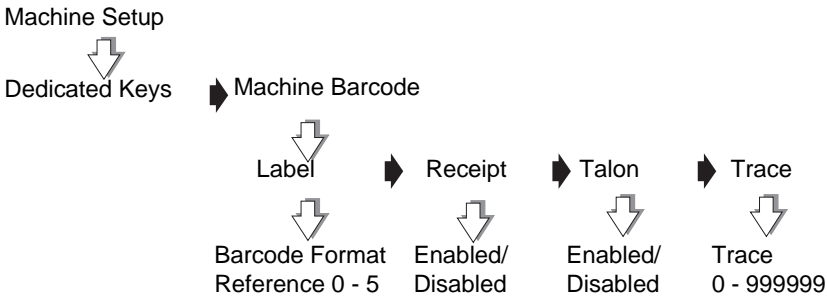 Machine Setup
Dedicated Keys
Machine Barcode
Label
Receipt
Talon
Trace
Barcode Format
Reference 0 - 5
Enabled/
Disabled
Enabled/
Disabled
Trace
0 - 999999